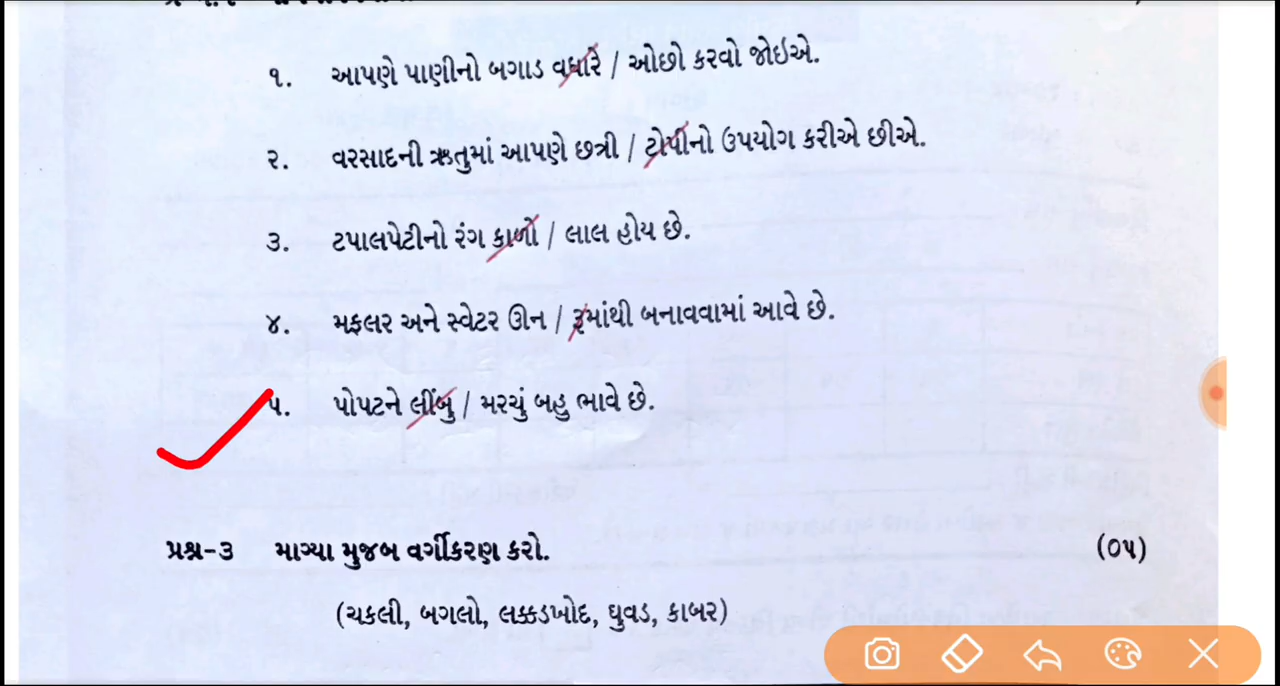 ૧. આપણે પાણીનો બગાડ વધારે / ઓછો કરવો જોઈએ.
૨. વરસાદની ઋતુમાં આપણે છત્રી / ટોપીનો ઉપયોગ કરીએ છીએ.
૩. ટપાલપેટીનો રંગ કાળો / લાલ હોય છે.
૪. મફલર અને સ્વેટર ઊન / રૂમાંથી બનાવવામાં આવે છે.
૫. પોપટને લીંબુ / મરચું બહુ ભાવે છે.
પ્રશ્ન-૩ માગ્યા મુજબ વર્ગીકરણ કરો. (૦૫)
(ચકલી, બગલો, લક્કડખોદ, ઘુવડ, કાબર)